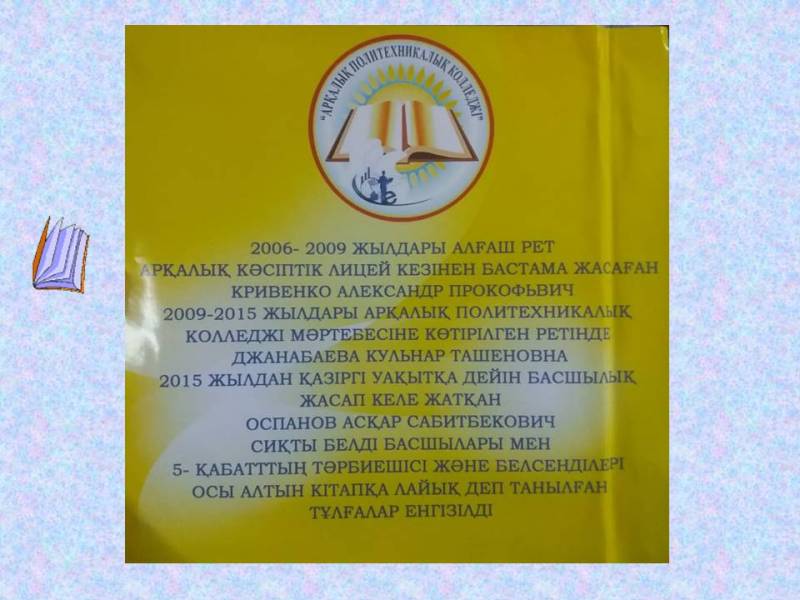 "АРҚАЛЫҚ ПОЛИТЕХНИКАЛЫҚ КОЛЛЕДЖІ"
2006- 2009 ЖЫЛДАРЫ АЛҒАШ РЕТ
АРҚАЛЫҚ КӘСІПТІК ЛИЦЕЙ КЕЗІНЕН БАСТАМА ЖАСАҒАН
КРИВЕНКО АЛЕКСАНДР ПРОКОФЬВИЧ
2009-2015 ЖЫЛДАРЫ АРҚАЛЫҚ ПОЛИТЕХНИКАЛЫҚ
КОЛЛЕДЖІ МӘРТЕБЕСІНЕ КӨТІРІЛГЕН РЕТІНДЕ
ДЖАНАБАЕВА КУЛЬНАР ТАШЕНОВНА
2015 ЖЫЛДАН ҚАЗІРГІ УАҚЫТҚА ДЕЙІН БАСШЫЛЫҚ
ЖАСАП КЕЛЕ ЖАТҚАН
ОСПАНОВ АСҚАР САБИТБЕКОВИЧ
СИҚТЫ БЕЛДІ БАСШЫЛАРЫ МЕН
5- ҚАБАТТТЫҢ ТӘРБИЕШІСІ ЖӘНЕ БЕЛСЕНДІЛЕРІ
ОСЫ АЛТЫН КІТАПҚА ЛАЙЫҚ ДЕП ТАНЫЛҒАН
ТҰЛҒАЛАР ЕНГІЗІЛДІ